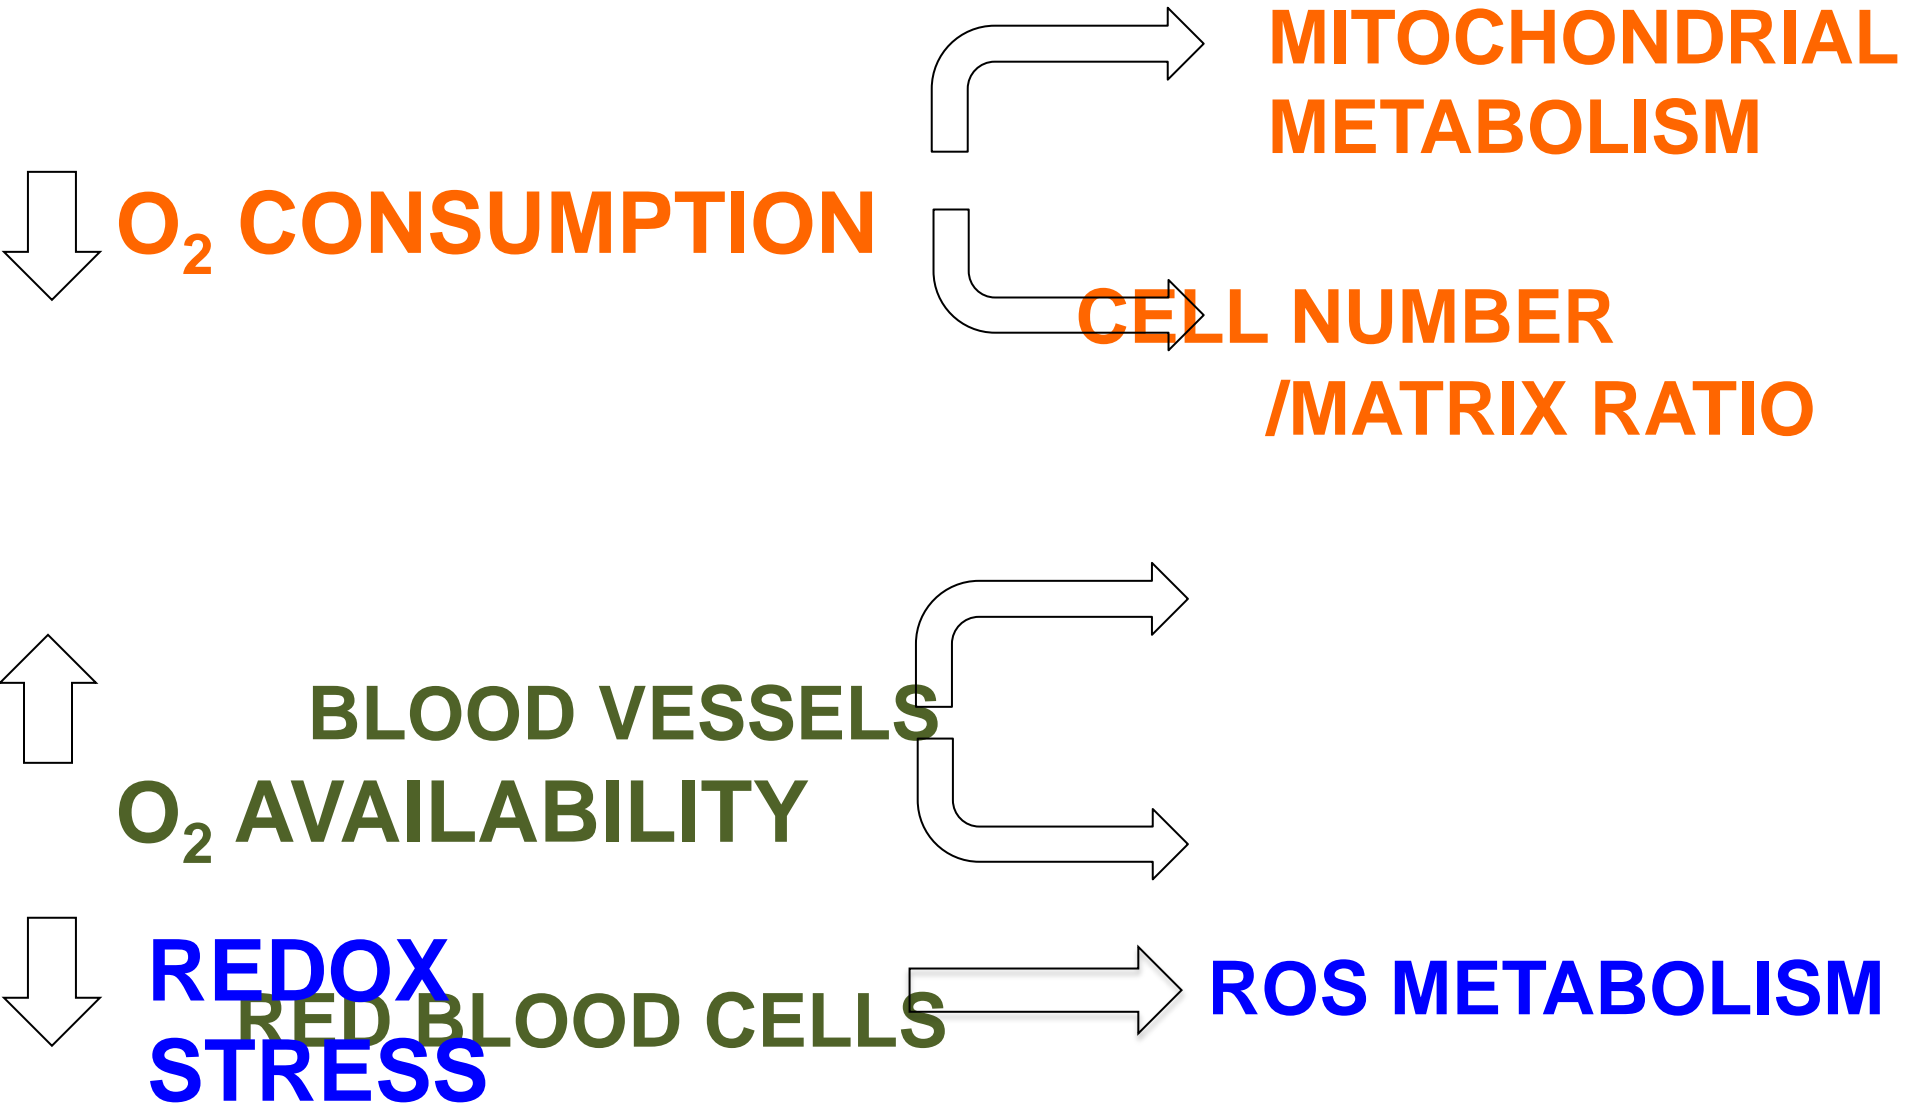 MITOCHONDRIAL
METABOLISM
O₂ CONSUMPTION
CELL NUMBER
/MATRIX RATIO
BLOOD VESSELS
O₂ AVAILABILITY
REDOX
STRESS
RED BLOOD CELLS
ROS METABOLISM